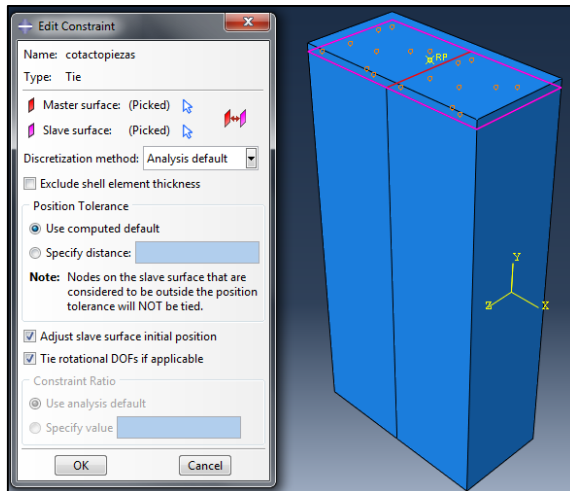 Edit Constraint
Name: cotactopiezas
Type: Tie
Master surface: (Picked)
Slave surface: (Picked)
Discretization method: Analysis default
Exclude shell element thickness
Position Tolerance
Use computed default
Specify distance:
Note: Nodes on the slave surface that are
considered to be outside the position
tolerance will NOT be tied.
Adjust slave surface initial position
Tie rotational DOFs if applicable
Constraint Ratio
Use analysis default
Specify value
OK Cancel
RP
Y
Z X